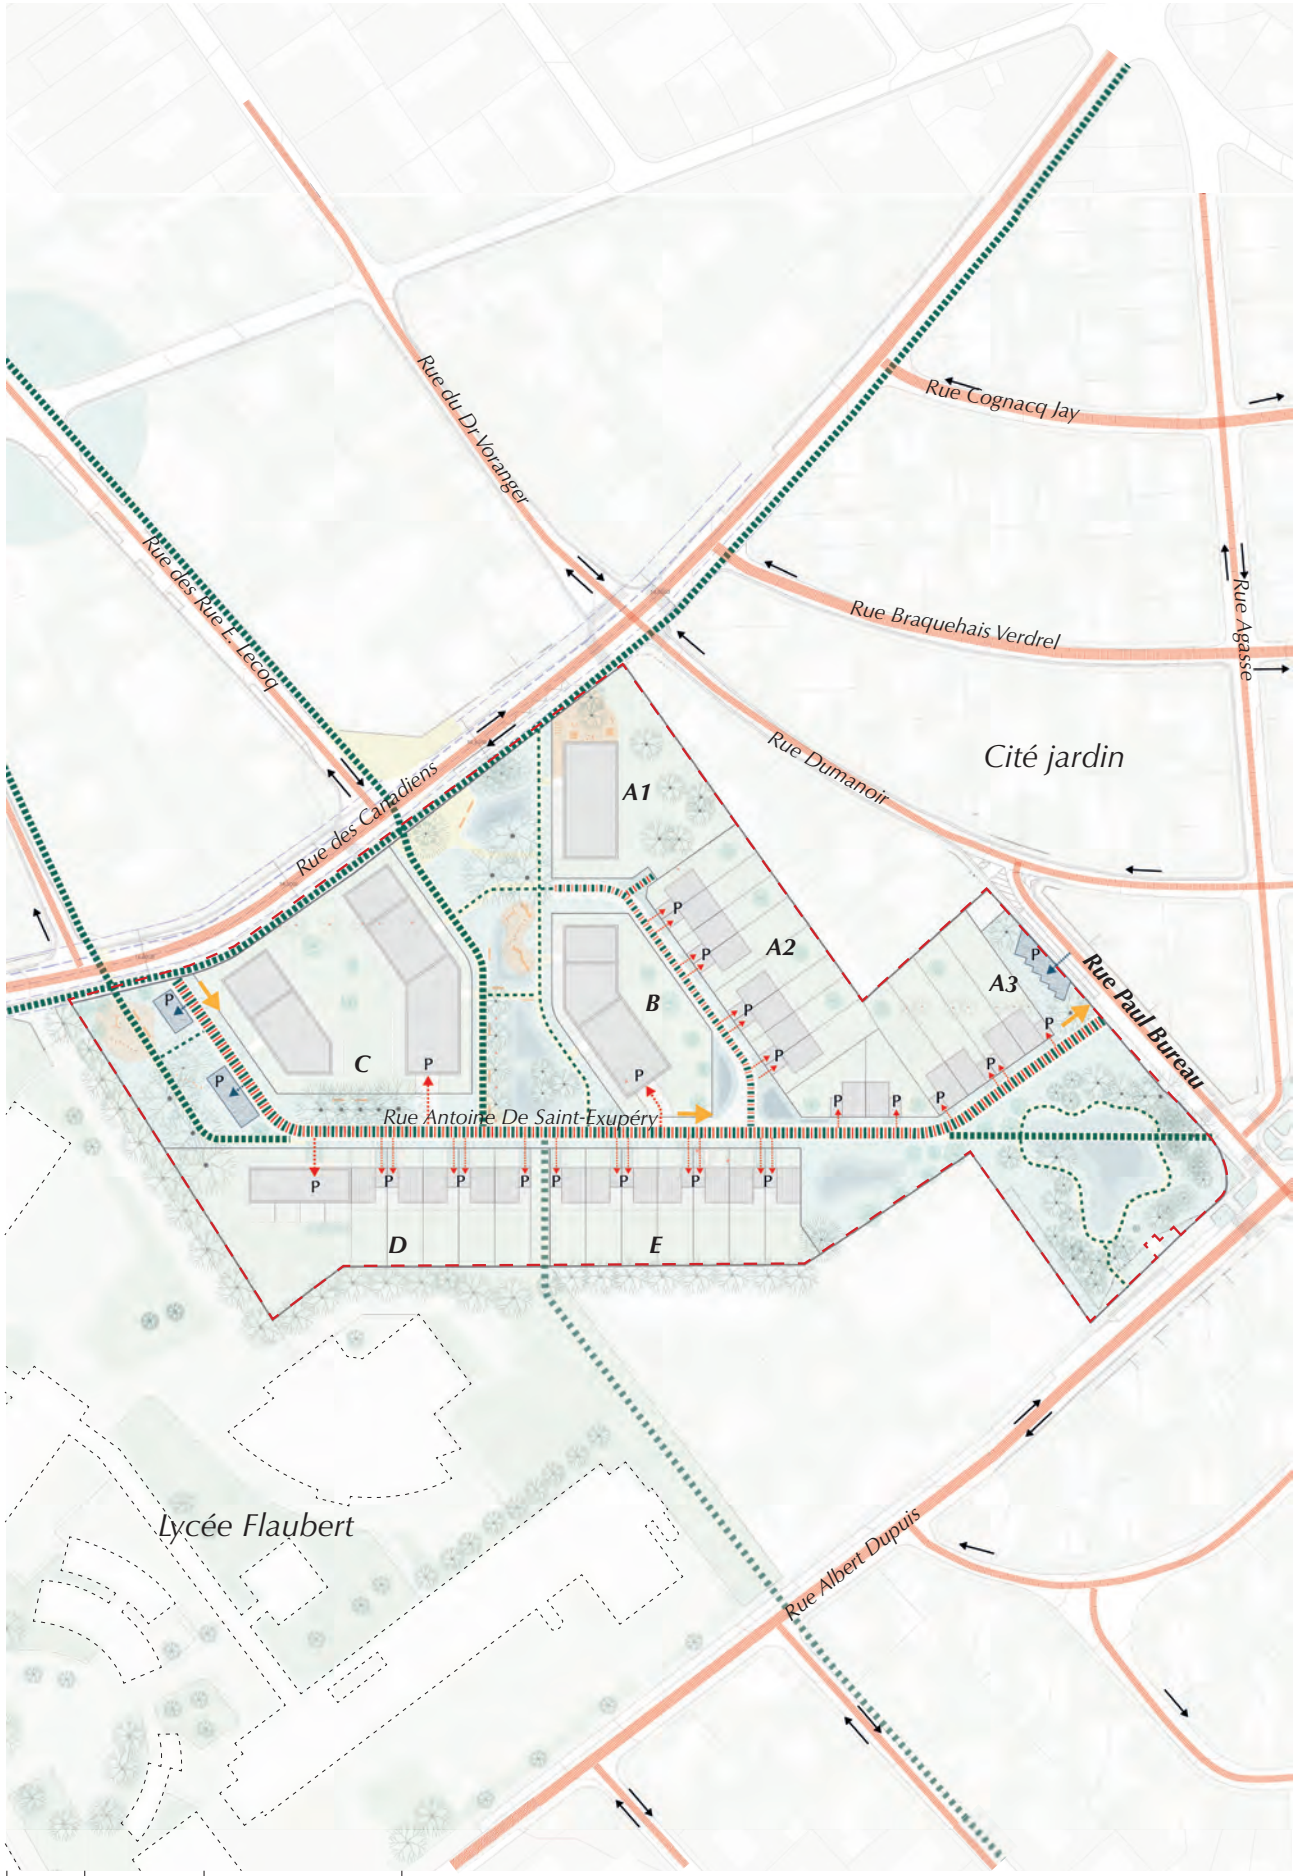 Rue du Dr Voranger
Rue Cognacq Jay
Rue des Rue E. Lecoq
Rue Braquehais Verdrel
Rue Agasse
Rue Dumanoir
Cité jardin
Rue des Canadiens
A1
P
P
A2
P
A3
P
P
B
P
Rue Paul Bureau
P
P
C
P
P
P
P
P
P
P
Rue Antoine De Saint-Exupéry
P
P
P
P
P
P
P
P
D
E
Lycée Flaubert
Rue Albert Dupuis